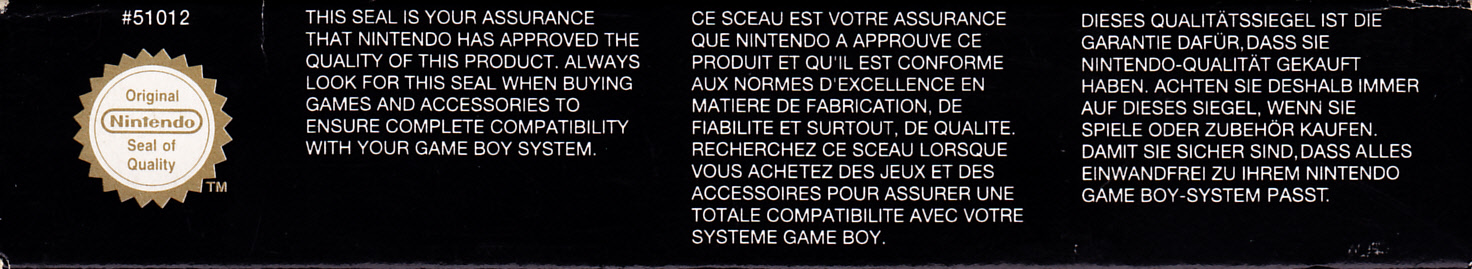 #51012
Original
Nintendo
Seal of
Quality
TM
THIS SEAL IS YOUR ASSURANCE
THAT NINTENDO HAS APPROVED THE
QUALITY OF THIS PRODUCT. ALWAYS
LOOK FOR THIS SEAL WHEN BUYING
GAMES AND ACCESSORIES TO
ENSURE COMPLETE COMPATIBILITY
WITH YOUR GAME BOY SYSTEM.
CE SCEAU EST VOTRE ASSURANCE
QUE NINTENDO A APPROUVE CE
PRODUIT ET QU'IL EST CONFORME
AUX NORMES D'EXCELLENCE EN
MATIERE DE FABRICATION, DE
FIABILITE ET SURTOUT, DE QUALITE.
RECHERCHEZ CE SCEAU LORSQUE
VOUS ACHETEZ DES JEUX ET DES
ACCESSOIRES POUR ASSURER UNE
TOTALE COMPATIBILITE AVEC VOTRE
SYSTEME GAME BOY.
DIESES QUALITÄTSSIEGEL IST DIE
GARANTIE DAFÜR, DASS SIE
NINTENDO-QUALITÄT GEKAUFT
HABEN. ACHTEN SIE DESHALB IMMER
AUF DIESES SIEGEL, WENN SIE
SPIELE ODER ZUBEHÖR KAUFEN.
DAMIT SIE SICHER SIND, DASS ALLES
EINWANDFREI ZU IHREM NINTENDO
GAME BOY-SYSTEM PASST.